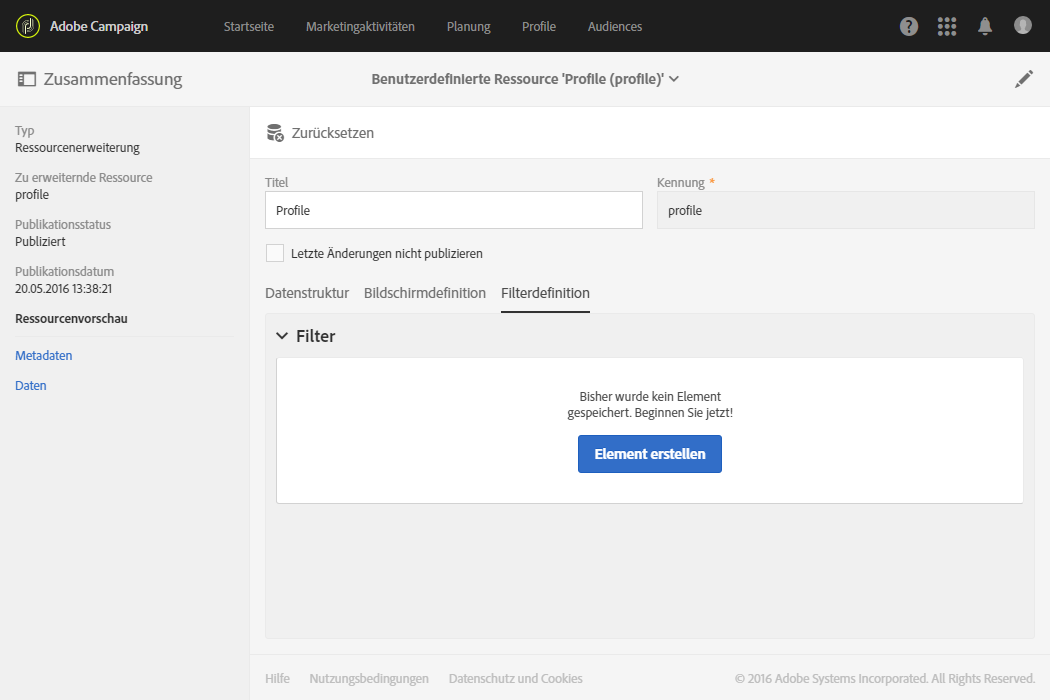 Adobe Campaign
Startseite
Marketingaktivitäten
Planung
Profile
Audiences
Zusammenfassung
Benutzerdefinierte Ressource 'Profile (profile)'
Typ
Ressourcenerweiterung
Zu erweiternde Ressource
profile
Publikationsstatus
Publiziert
Publikationsdatum
20.05.2016 13:38:21
Ressourcenvorschau
Metadaten
Daten
Zurücksetzen
Titel
Kennung *
Profile
profile
Letzte Änderungen nicht publizieren
Datenstruktur
Bildschirmdefinition
Filterdefinition
Filter
Bisher wurde kein Element
gespeichert. Beginnen Sie jetzt!
Element erstellen
Hilfe
Nutzungsbedingungen
Datenschutz und Cookies
© 2016 Adobe Systems Incorporated. All Rights Reserved.